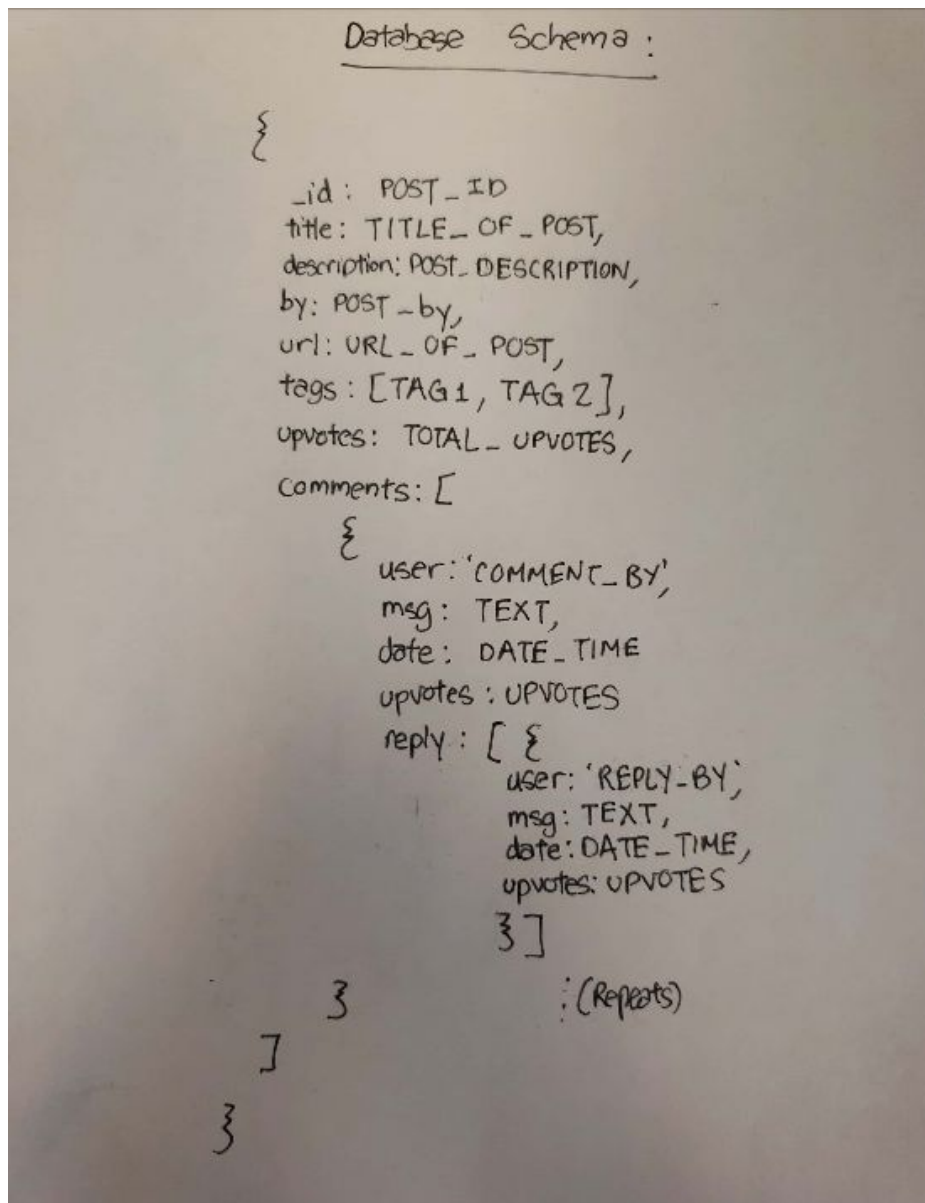 Database Schema :
{
_id : POST_ID
title : TITLE_OF_POST,
description: POST_DESCRIPTION,
by: POST_by,
url: URL_OF_POST,
tags : [TAG1, TAG2],
upvotes: TOTAL_UPVOTES,
Comments: [
{
user: 'COMMENT_BY',
msg : TEXT,
date : DATE_TIME
upvotes : UPVOTES
reply : [ {
user: 'REPLY_BY',
msg : TEXT,
date : DATE_TIME,
upvotes: UPVOTES
} ]
} : (Repeats)
]
}